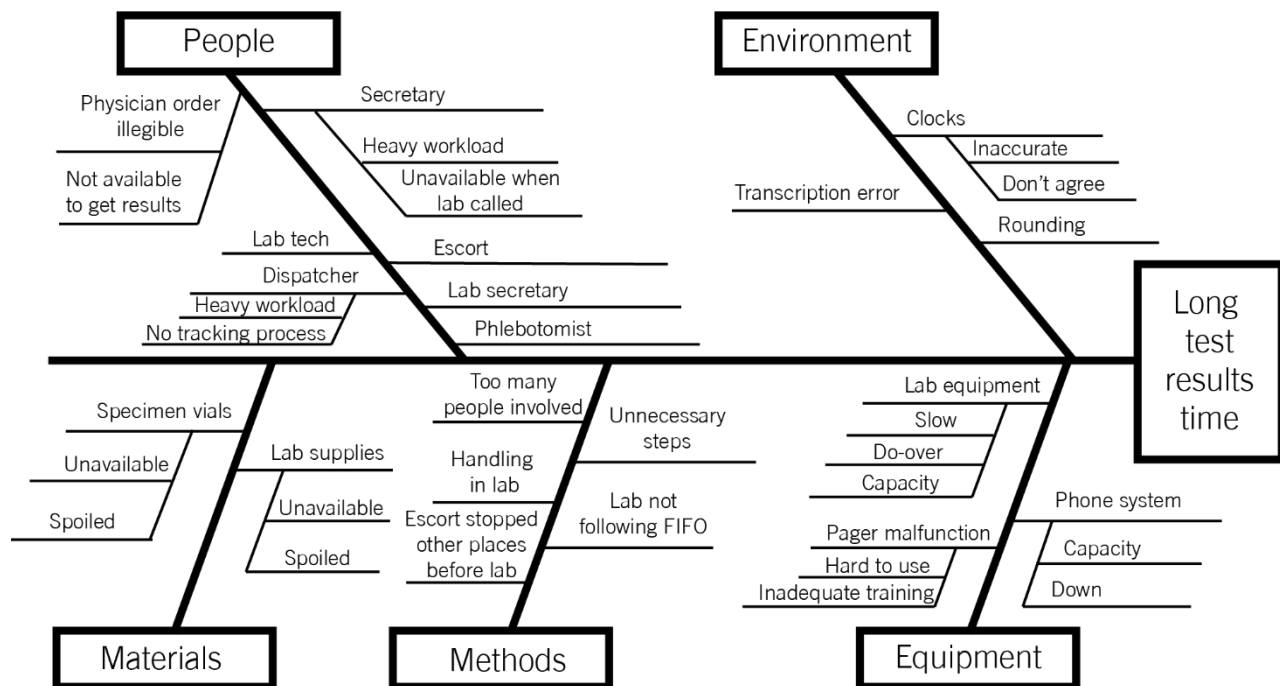 People
Environment
Physician order
illegible
Not available
to get results
Secretary
Heavy workload
Unavailable when
lab called
Lab tech
Dispatcher
Heavy workload
No tracking process
Escort
Lab secretary
Phlebotomist
Clocks
Inaccurate
Don't agree
Transcription error
Rounding
Long
test
results
time
Specimen vials
Unavailable
Spoiled
Lab supplies
Unavailable
Spoiled
Too many
people involved
Handling
in lab
Escort stopped
other places
before lab
Unnecessary
steps
Lab not
following FIFO
Lab equipment
Slow
Do-over
Capacity
Pager malfunction
Hard to use
Inadequate training
Phone system
Capacity
Down
Materials
Methods
Equipment